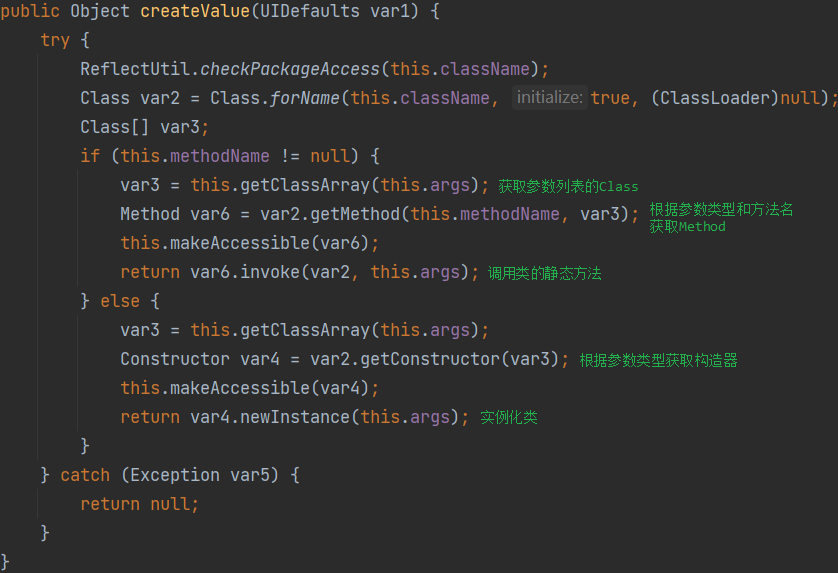 public Object createValue(UIDefaults var1) {
try {
ReflectUtil.checkPackageAccess(this.className);
Class var2 = Class.forName(this.className, initialize: true, (ClassLoader)null);
Class[] var3;
if (this.methodName != null) {
var3 = this.getClassArray(this.args); 获取参数列表的Class
Method var6 = var2.getMethod(this.methodName, var3); 根据参数类型和方法名
获取Method
this.makeAccessible(var6);
return var6.invoke(var2, this.args); 调用类的静态方法
} else {
var3 = this.getClassArray(this.args);
Constructor var4 = var2.getConstructor(var3); 根据参数类型获取构造器
this.makeAccessible(var4);
return var4.newInstance(this.args); 实例化类
}
} catch (Exception var5) {
return null;
}
}